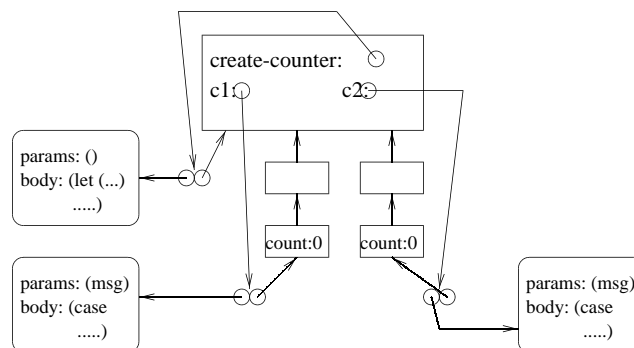 create-counter:
c1:
c2:
params: ()
body: (let (...)
.....)
count:0
count:0
params: (msg)
body: (case
.....)
params: (msg)
body: (case
.....)